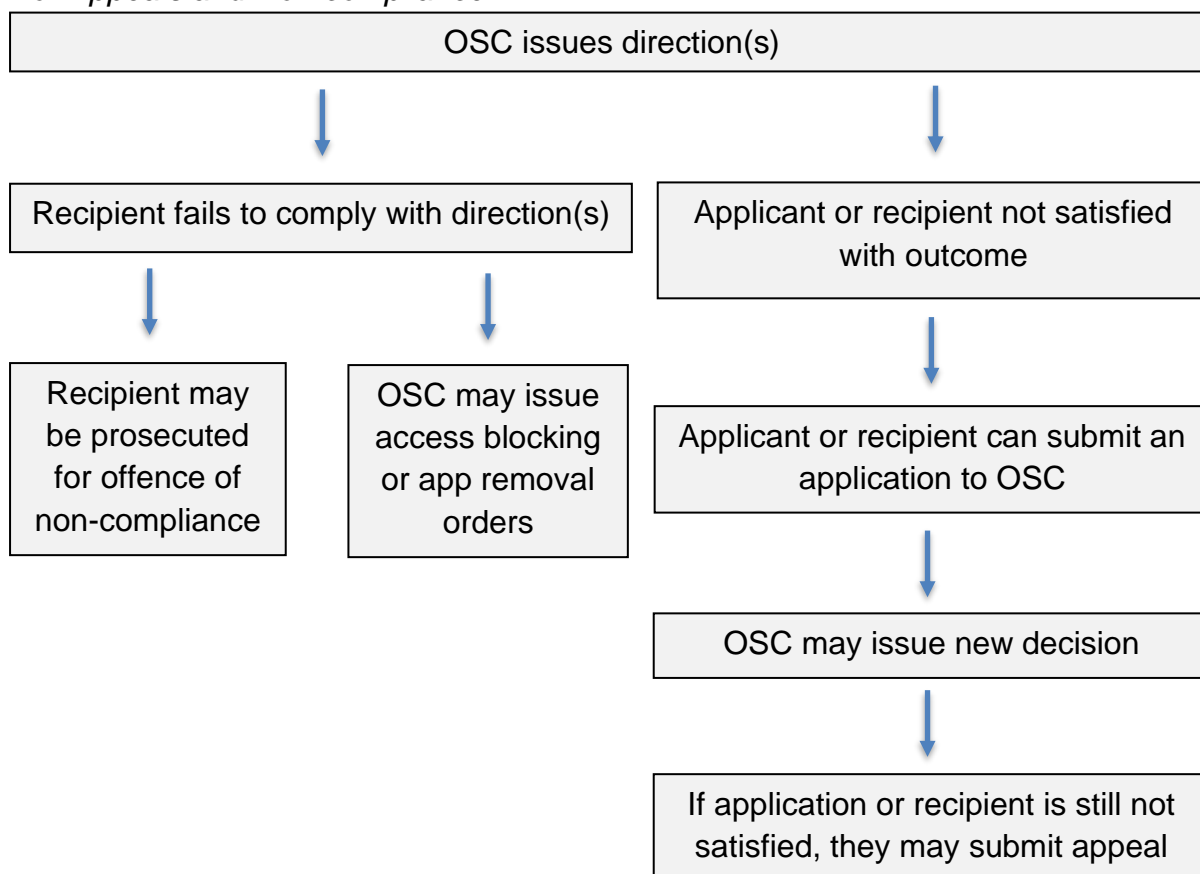 OSC issues direction(s)
Recipient fails to comply with direction(s)
Applicant or recipient not satisfied
with outcome
Recipient may
be prosecuted
for offence of
non-compliance
OSC may issue
access blocking
or app removal
orders
Applicant or recipient can submit an
application to OSC
OSC may issue new decision
If application or recipient is still not
satisfied, they may submit appeal